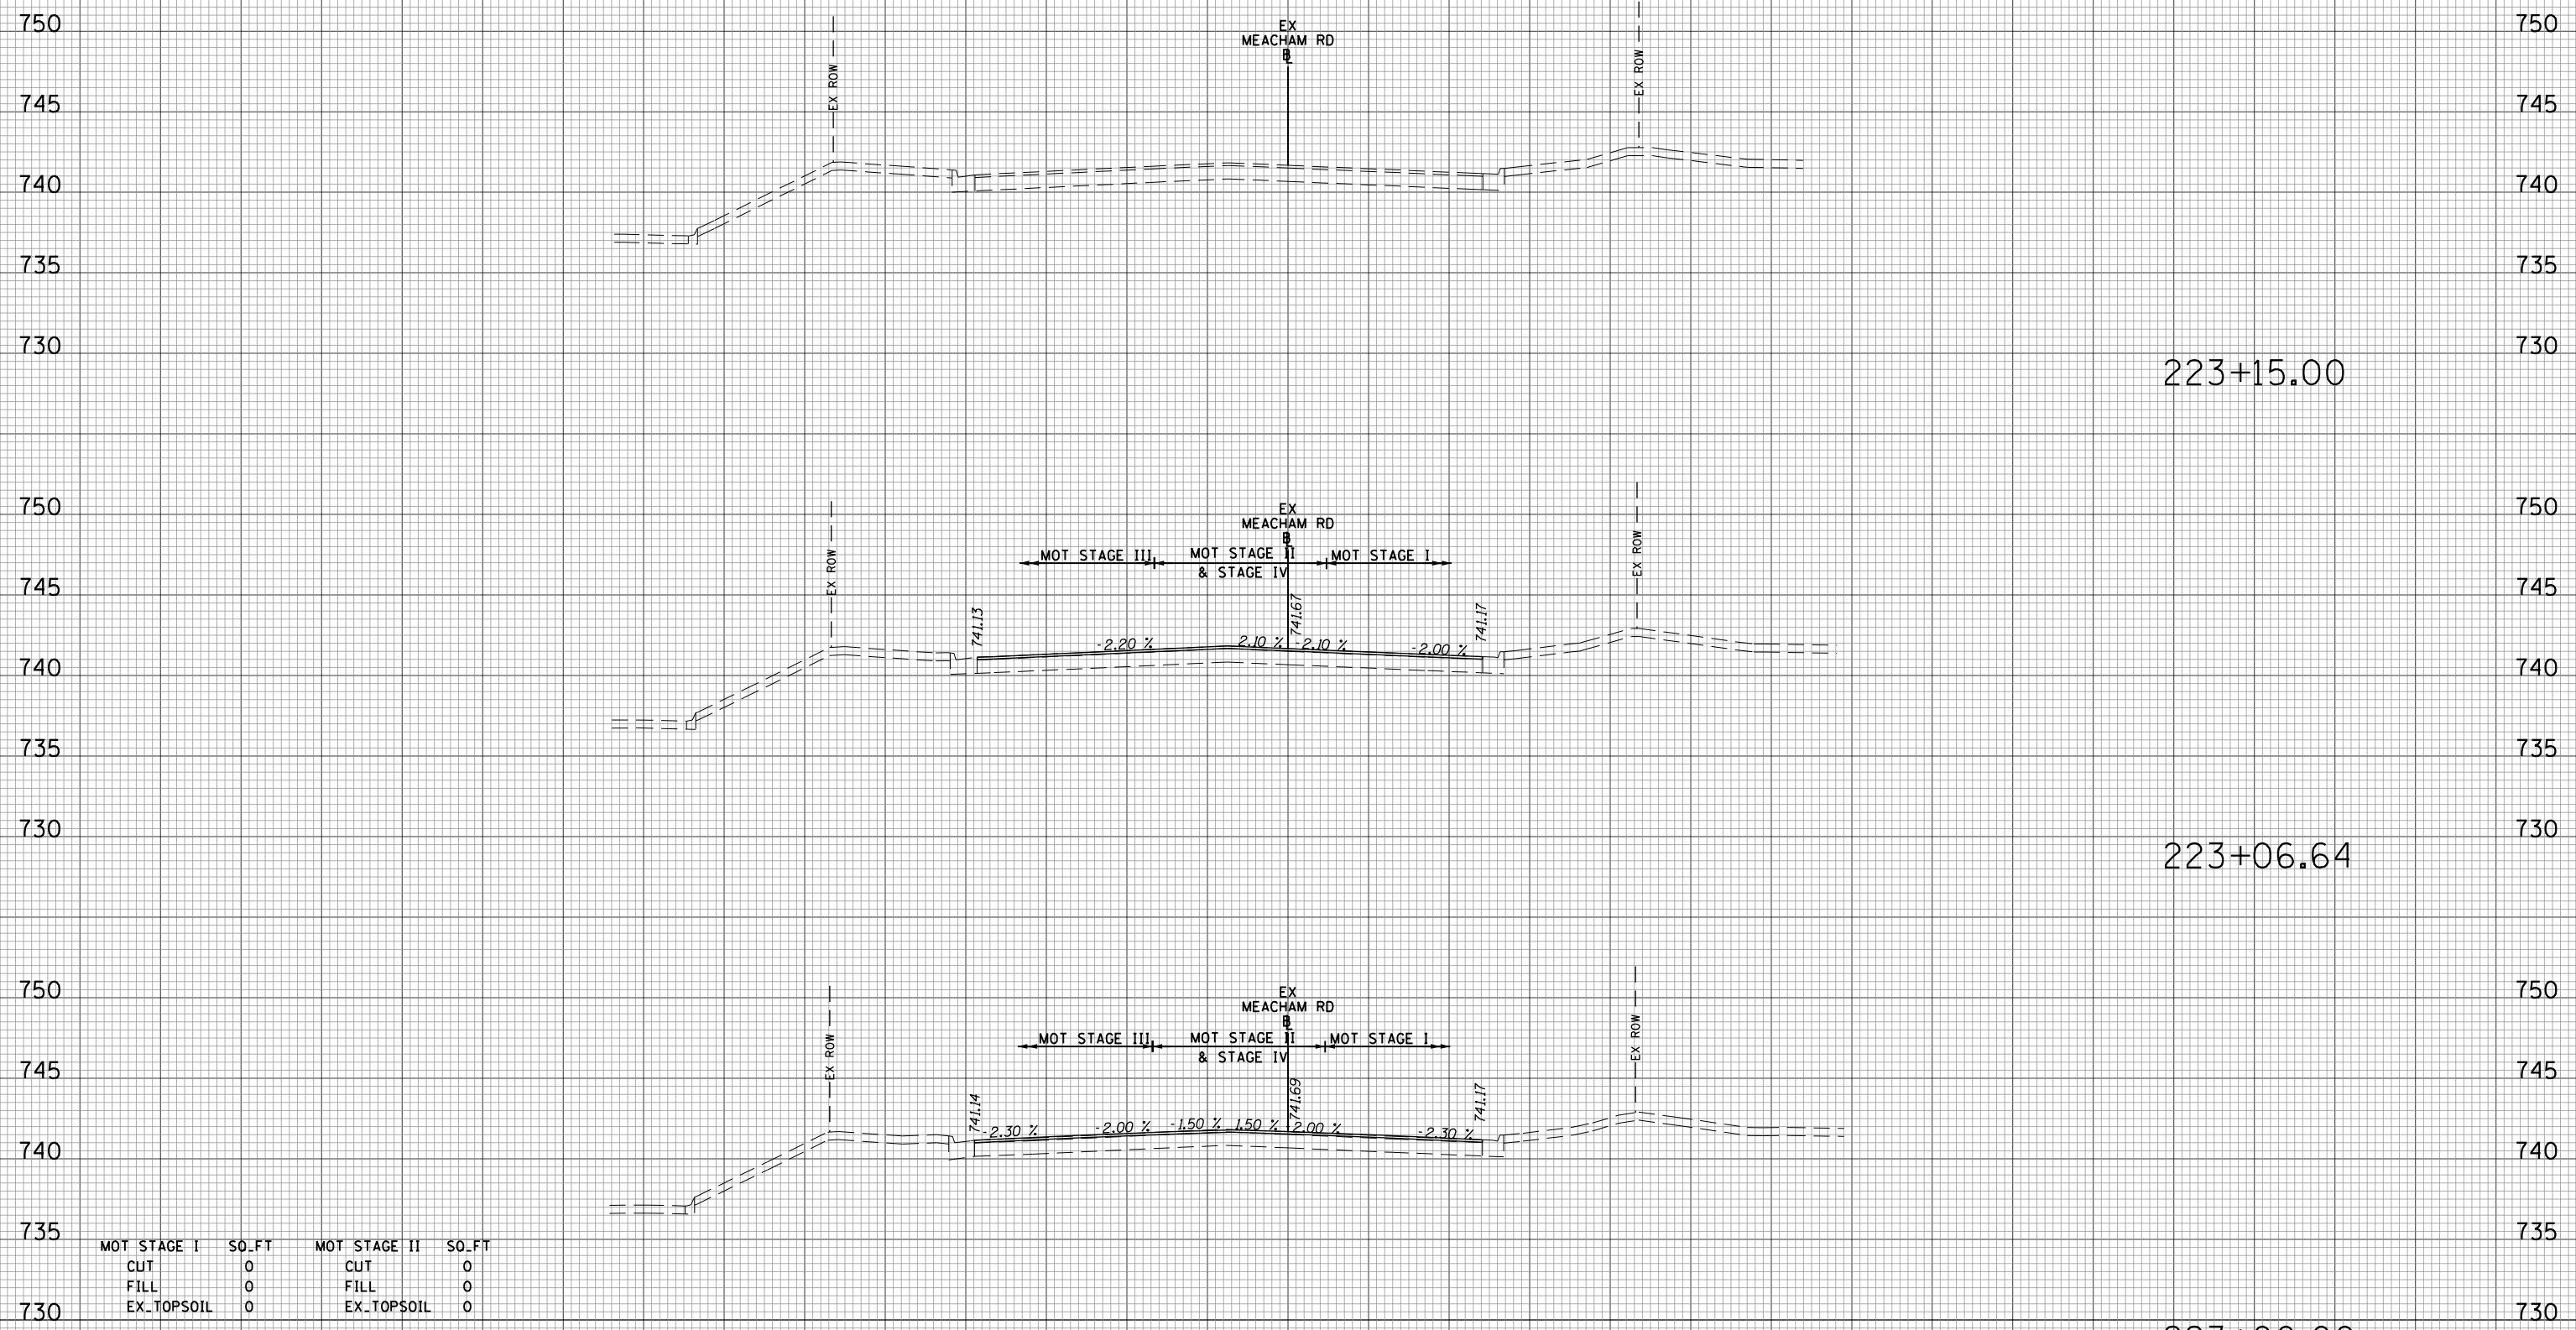 750 EX 750
MEACHAM RD
BL
EX ROW EX ROW
745 745
740 740
735 735
730 730
223+15.00
750 EX 750
MEACHAM RD
BL
EX ROW EX ROW
MOT STAGE III MOT STAGE II MOT STAGE I
& STAGE IV
745 745
741.13 741.67 741.17
-2.20 % 2.10 % -2.10 % -2.00 %
740 740
735 735
730 730
223+06.64
750 EX 750
MEACHAM RD
BL
EX ROW EX ROW
MOT STAGE III MOT STAGE II MOT STAGE I
& STAGE IV
745 745
741.14 741.69 741.17
-2.30 % -2.00 % -1.50 % 1.50 % -2.00 % -2.30 %
740 740
735 735
MOT STAGE I SQ_FT MOT STAGE II SQ_FT
CUT 0 CUT 0
FILL 0 FILL 0
EX_TOPSOIL 0 EX_TOPSOIL 0
730 730